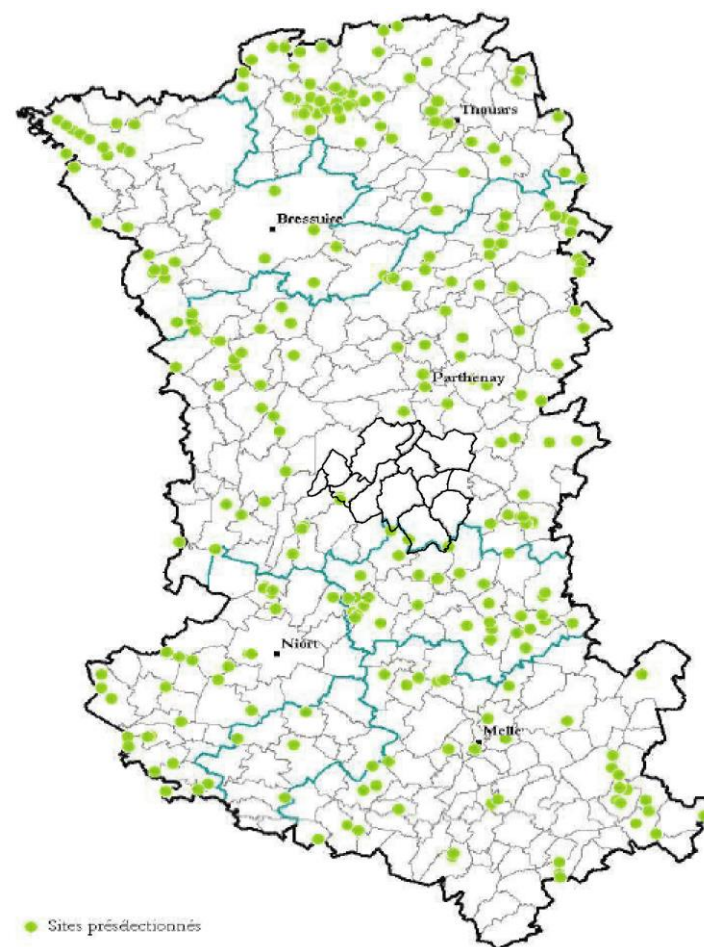 Thouars
Bressuire
Parthenay
Niort
Melle
Sites présélectionnés